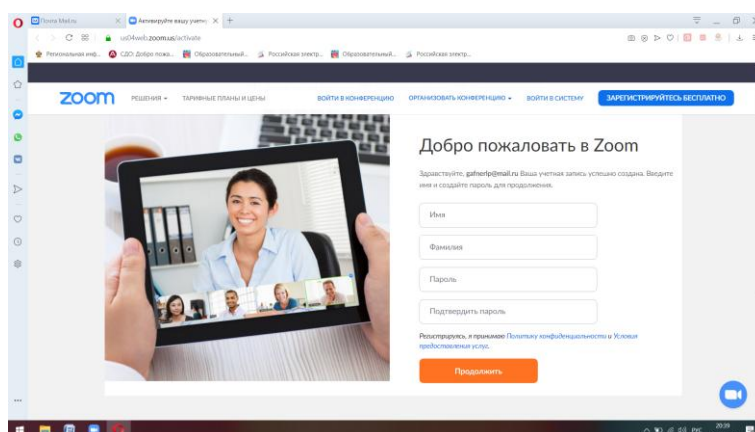 Почта Mail.ru
Активируйте вашу учетн
us04web.zoom.us/activate
Региональная инф... СДО: Добро пожа... Образовательный... Российская электр... Образовательный... Российская электр...
zoom РЕШЕНИЯ ТАРИФНЫЕ ПЛАНЫ И ЦЕНЫ ВОЙТИ В КОНФЕРЕНЦИЮ ОРГАНИЗОВАТЬ КОНФЕРЕНЦИЮ ВОЙТИ В СИСТЕМУ ЗАРЕГИСТРИРУЙТЕСЬ БЕСПЛАТНО
Добро пожаловать в Zoom
Здравствуйте, gafnerlp@mail.ru Ваша учетная запись успешно создана. Введите
имя и создайте пароль для продолжения.
Имя
Фамилия
Пароль
Подтвердить пароль
Регистрируясь, я принимаю Политику конфиденциальности и Условия
предоставления услуг.
Продолжить
РУС 20:39